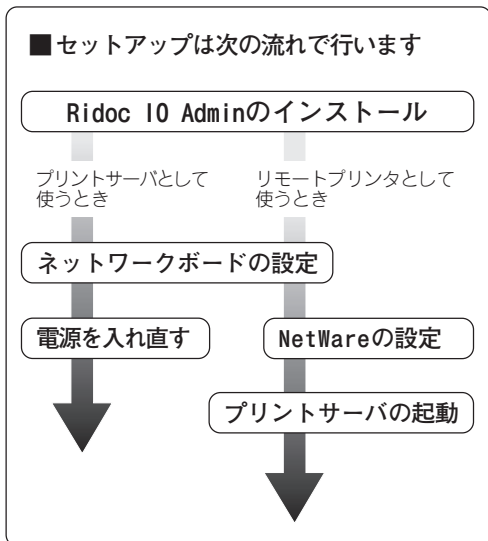 ■セットアップは次の流れで行います
Ridoc IO Adminのインストール
プリントサーバとして
使うとき
リモートプリンタとして
使うとき
ネットワークボードの設定
電源を入れ直す
NetWareの設定
プリントサーバの起動